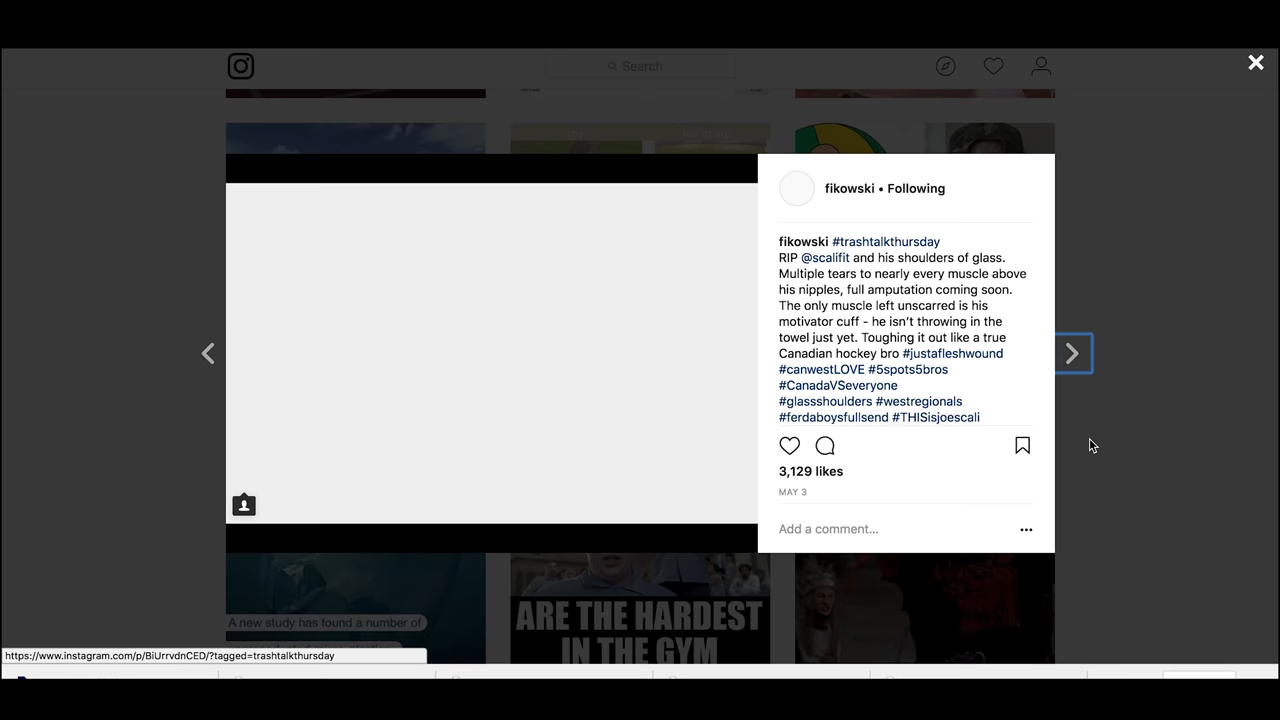 Search
fikowski • Following
fikowski #trashtalkthursday
RIP @scalifit and his shoulders of glass.
Multiple tears to nearly every muscle above
his nipples, full amputation coming soon.
The only muscle left unscarred is his
motivator cuff - he isn't throwing in the
towel just yet. Toughing it out like a true
Canadian hockey bro #justafleshwound
#canwestLOVE #5spots5bros
#CanadaVSeveryone
#glassshoulders #westregionals
#ferdaboysfullsend #THISisjoescali
3,129 likes
MAY 3
Add a comment...
A new study has found a number of
ARE THE HARDEST
IN THE GYM
https://www.instagram.com/p/BiUrrvdnCED/?tagged=trashtalkthursday